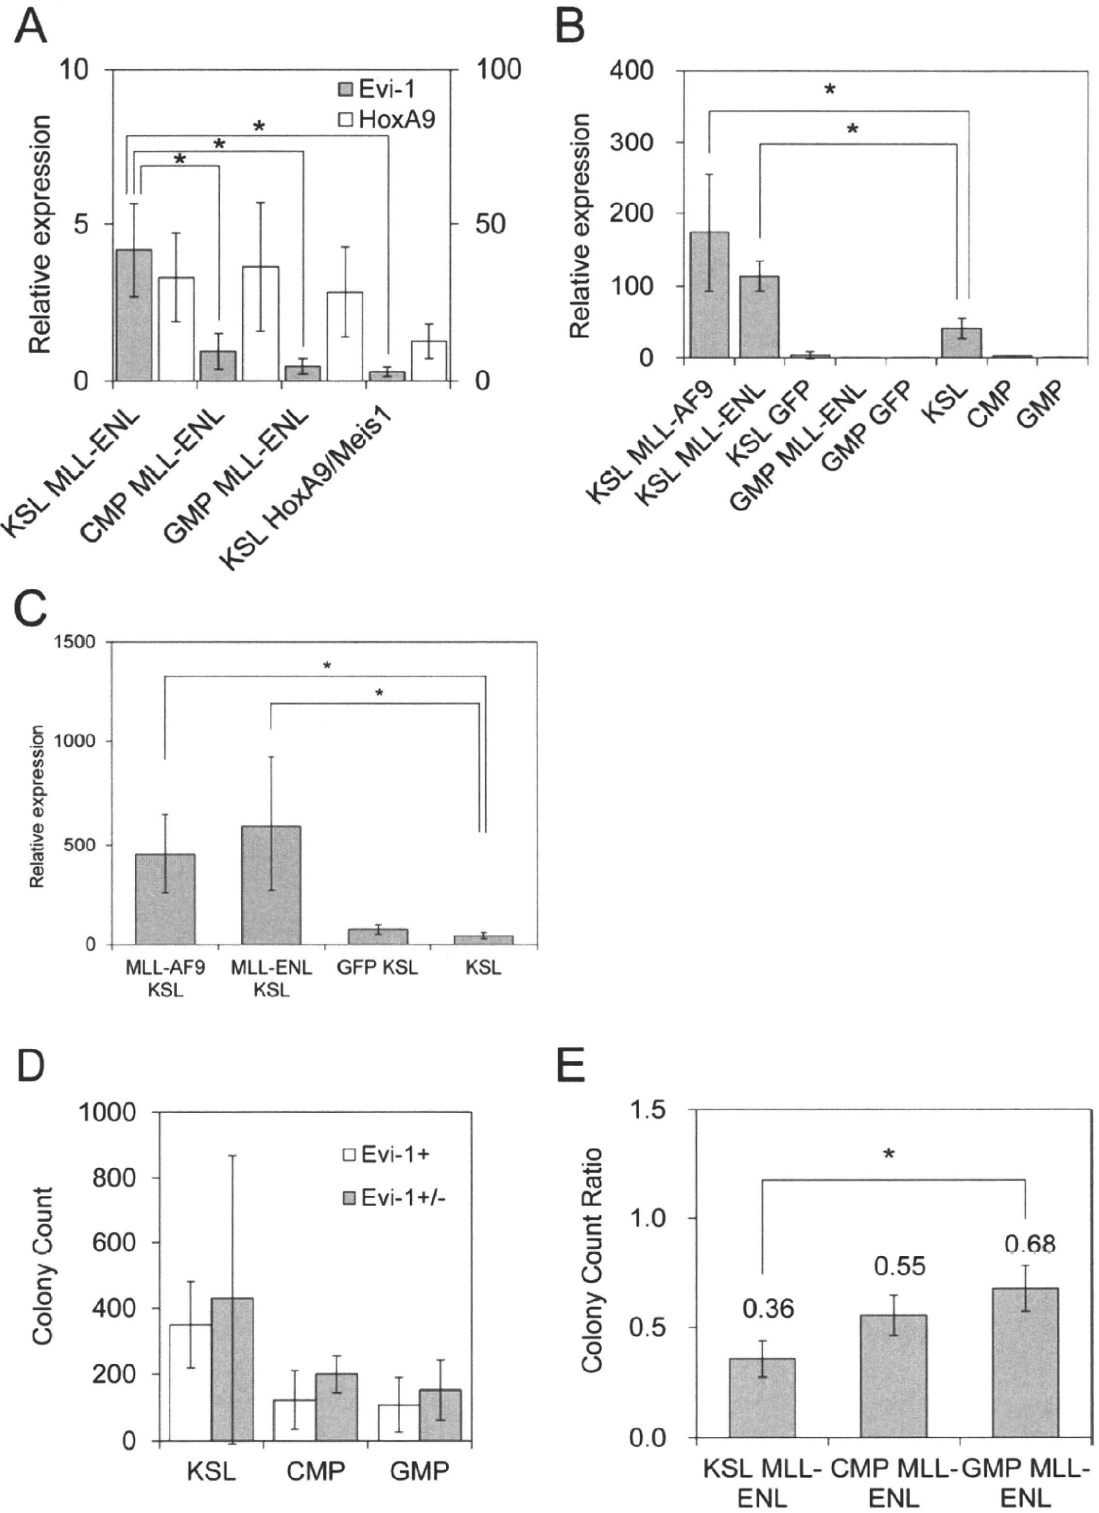 A
10
100
Evi-1
HoxA9
*
*
*
Relative expression
5
50
0
0
KSL MLL-ENL
CMP MLL-ENL
GMP MLL-ENL
KSL HoxA9/Meis1
B
400
*
*
300
Relative expression
200
100
0
KSL MLL-AF9
KSL MLL-ENL
KSL GFP
GMP MLL-ENL
GMP GFP
KSL
CMP
GMP
C
1500
*
*
1000
Relative expression
500
0
MLL-AF9
KSL
MLL-ENL
KSL
GFP KSL
KSL
D
1000
Evi-1+
800
Evi-1+/-
600
Colony Count
400
200
0
KSL
CMP
GMP
E
1.5
*
Colony Count Ratio
1.0
0.68
0.55
0.36
0.5
0.0
KSL MLL-
ENL
CMP MLL-
ENL
GMP MLL-
ENL